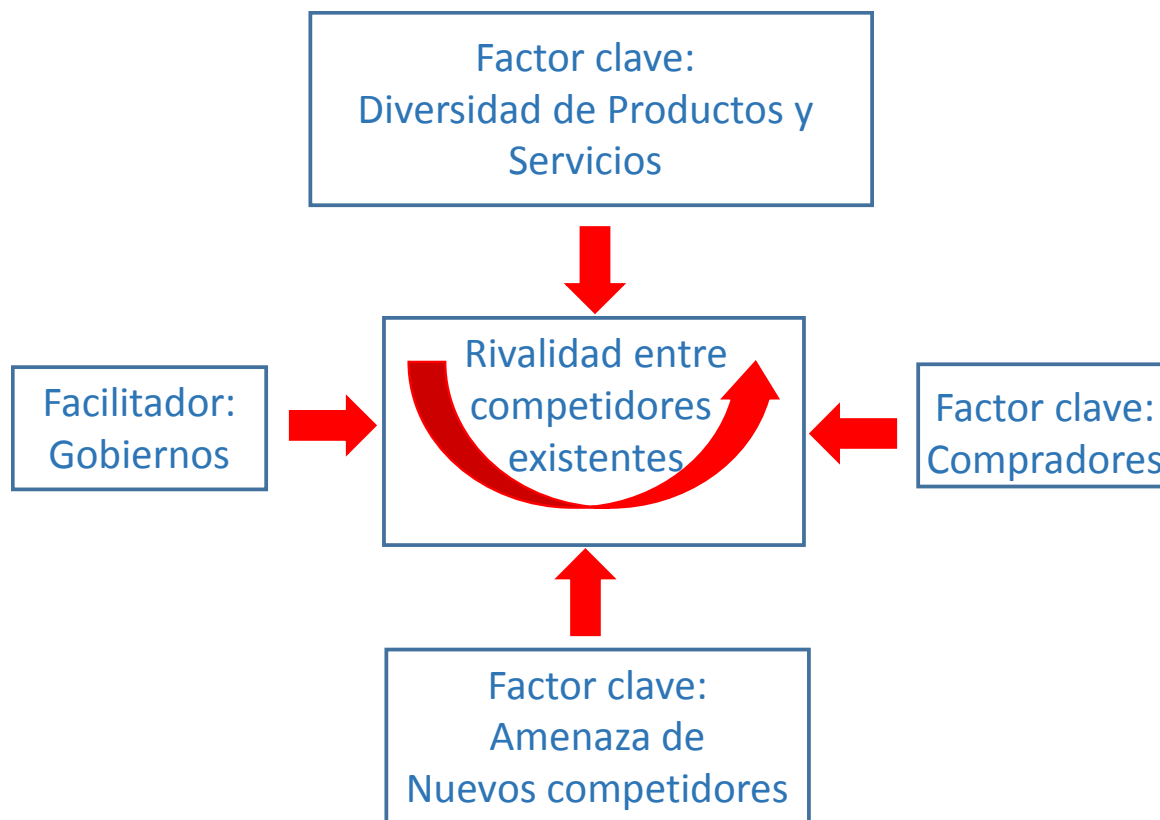 Factor clave:
Diversidad de Productos y
Servicios
Rivalidad entre
competidores
existentes
Facilitador:
Gobiernos
Factor clave:
Compradores
Factor clave:
Amenaza de
Nuevos competidores